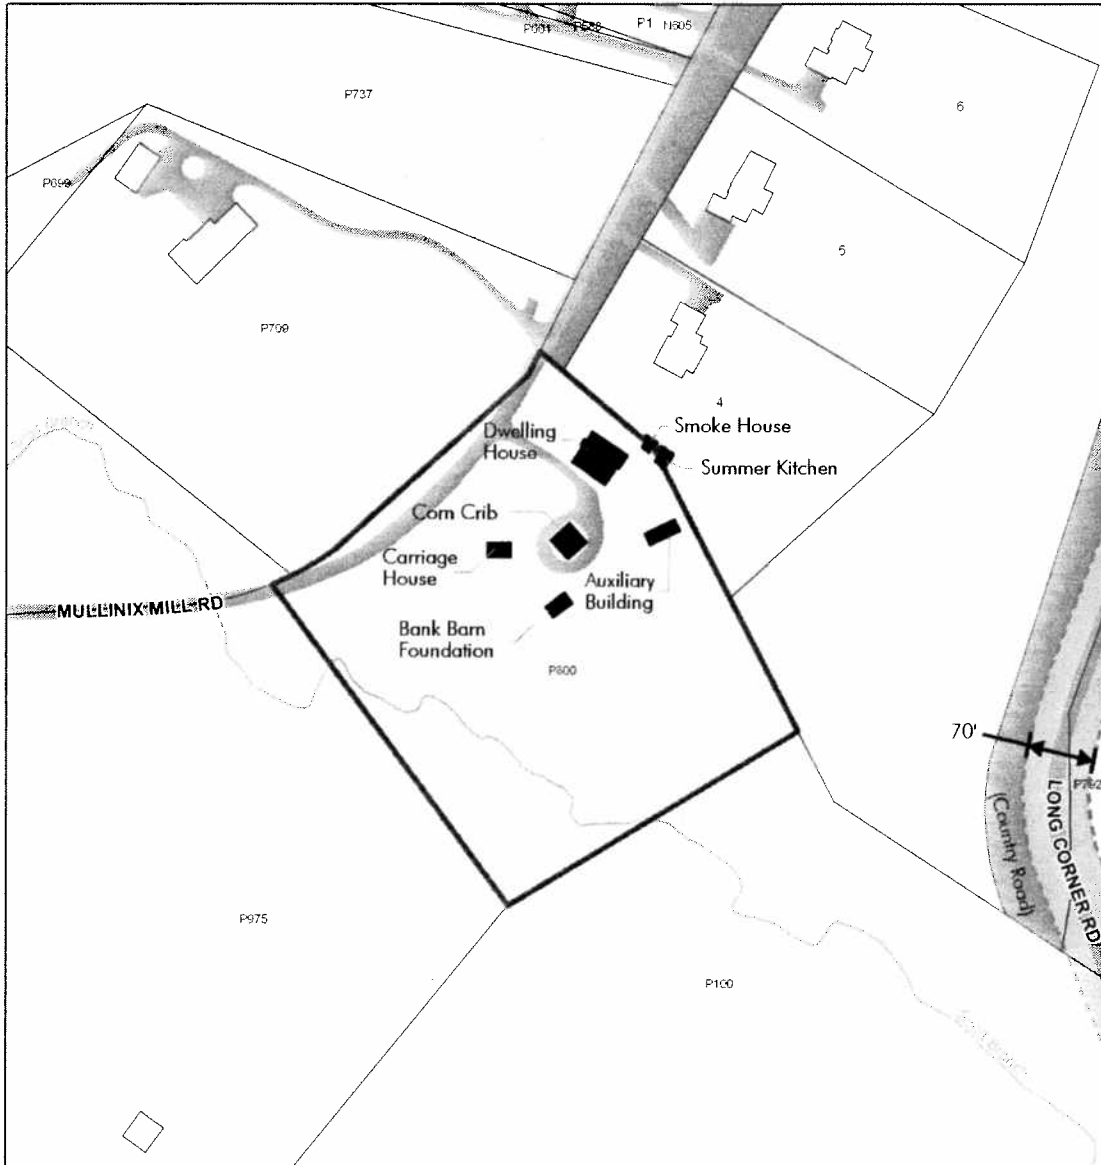 P1
N605
P737
6
P699
5
P709
4
Smoke House
Dwelling
House
Summer Kitchen
Corn Crib
Carriage
House
Auxiliary
Building
MULLINIX MILL RD
Bank Barn
Foundation
P800
70'
P792
LONG CORNER RD
(Country Road)
P975
P100